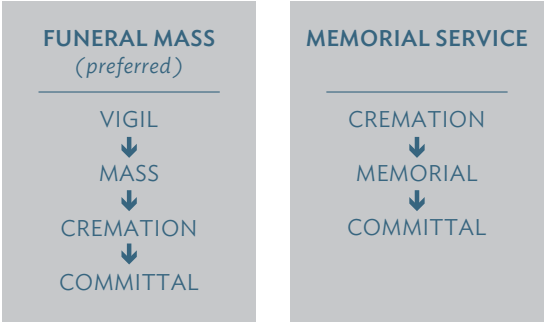 FUNERAL MASS
(preferred)
VIGIL
MASS
CREMATION
COMMITTAL
MEMORIAL SERVICE
CREMATION
MEMORIAL
COMMITTAL